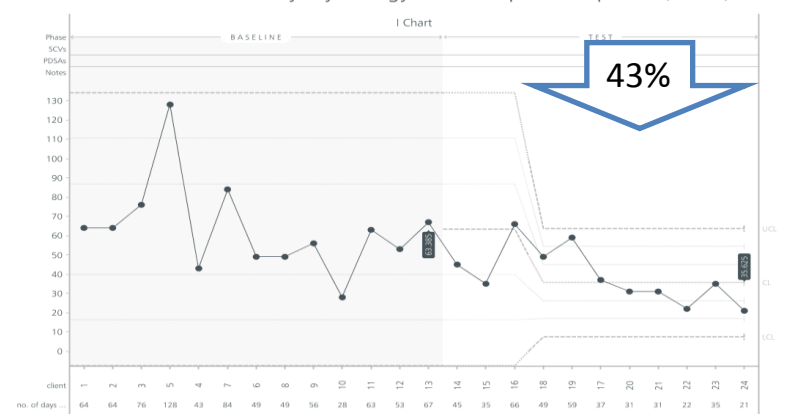 I Chart
Phase BASELINE TEST
SCVs
PDSAs
Notes
43%
130
120
110
100
90
80
70
60
50
40
30
20
10
0
63.385
35.625
UCL
CL
LCL
client 1 2 3 5 4 7 6 8 9 10 11 12 13 14 15 16 18 19 17 20 21 22 23 24
no. of days ... 64 64 76 128 43 84 49 49 56 28 63 53 67 45 35 66 49 59 37 31 31 22 35 21